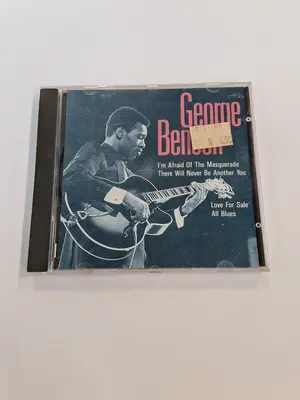 George
Benson
I'm Afraid Of The Masquerade
There Will Never Be Another You
Love For Sale
All Blues